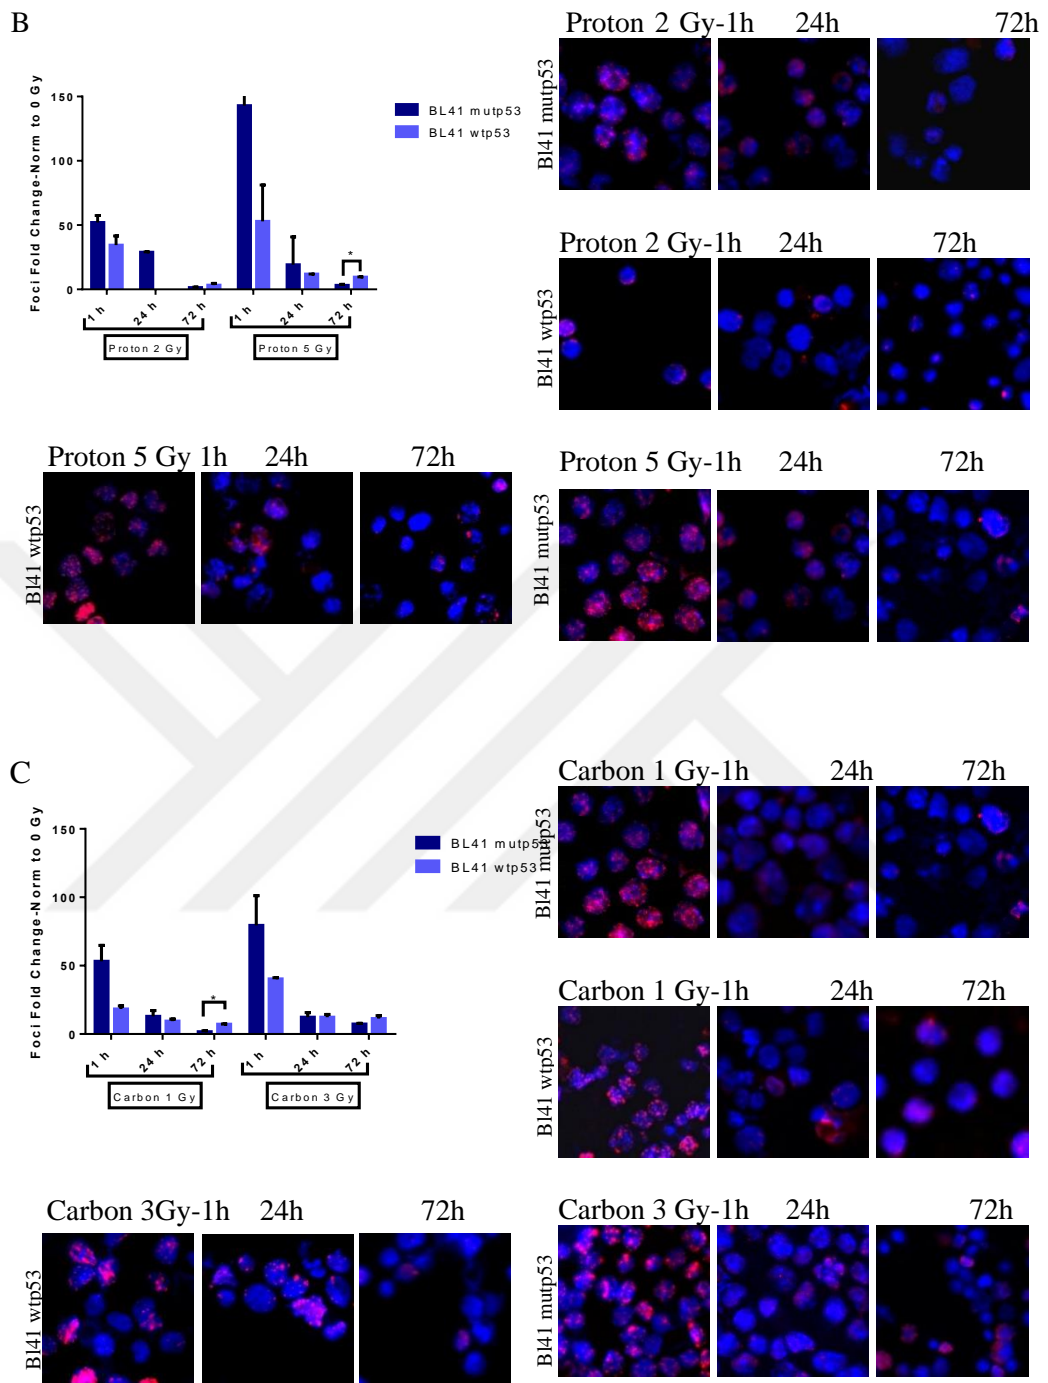 B
Proton 2 Gy-1h 24h 72h
Bl41 mutp53
Foci Fold Change-Norm to 0 Gy
150
100
50
0
BL41 mutp53
BL41 wtp53
*
1 h 24 h 72 h 1 h 24 h 72 h
Proton 2 Gy Proton 5 Gy
Proton 2 Gy-1h 24h 72h
Bl41 wtp53
Proton 5 Gy 1h 24h 72h
Bl41 wtp53
Proton 5 Gy-1h 24h 72h
Bl41 mutp53
C
Carbon 1 Gy-1h 24h 72h
Bl41 mutp53
Foci Fold Change-Norm to 0 Gy
150
100
50
0
BL41 mutp53
BL41 wtp53
*
1 h 24 h 72 h 1 h 24 h 72 h
Carbon 1 Gy Carbon 3 Gy
Carbon 1 Gy-1h 24h 72h
Bl41 wtp53
Carbon 3Gy-1h 24h 72h
Bl41 wtp53
Carbon 3 Gy-1h 24h 72h
Bl41 mutp53